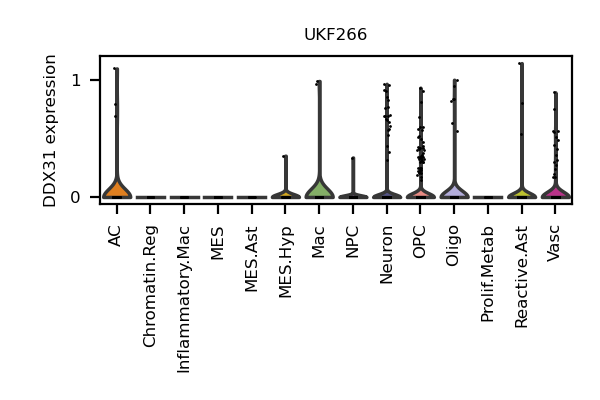 UKF266
DDX31 expression
1
0
AC
Chromatin.Reg
Inflammatory.Mac
MES
MES.Ast
MES.Hyp
Mac
NPC
Neuron
OPC
Oligo
Prolif.Metab
Reactive.Ast
Vasc